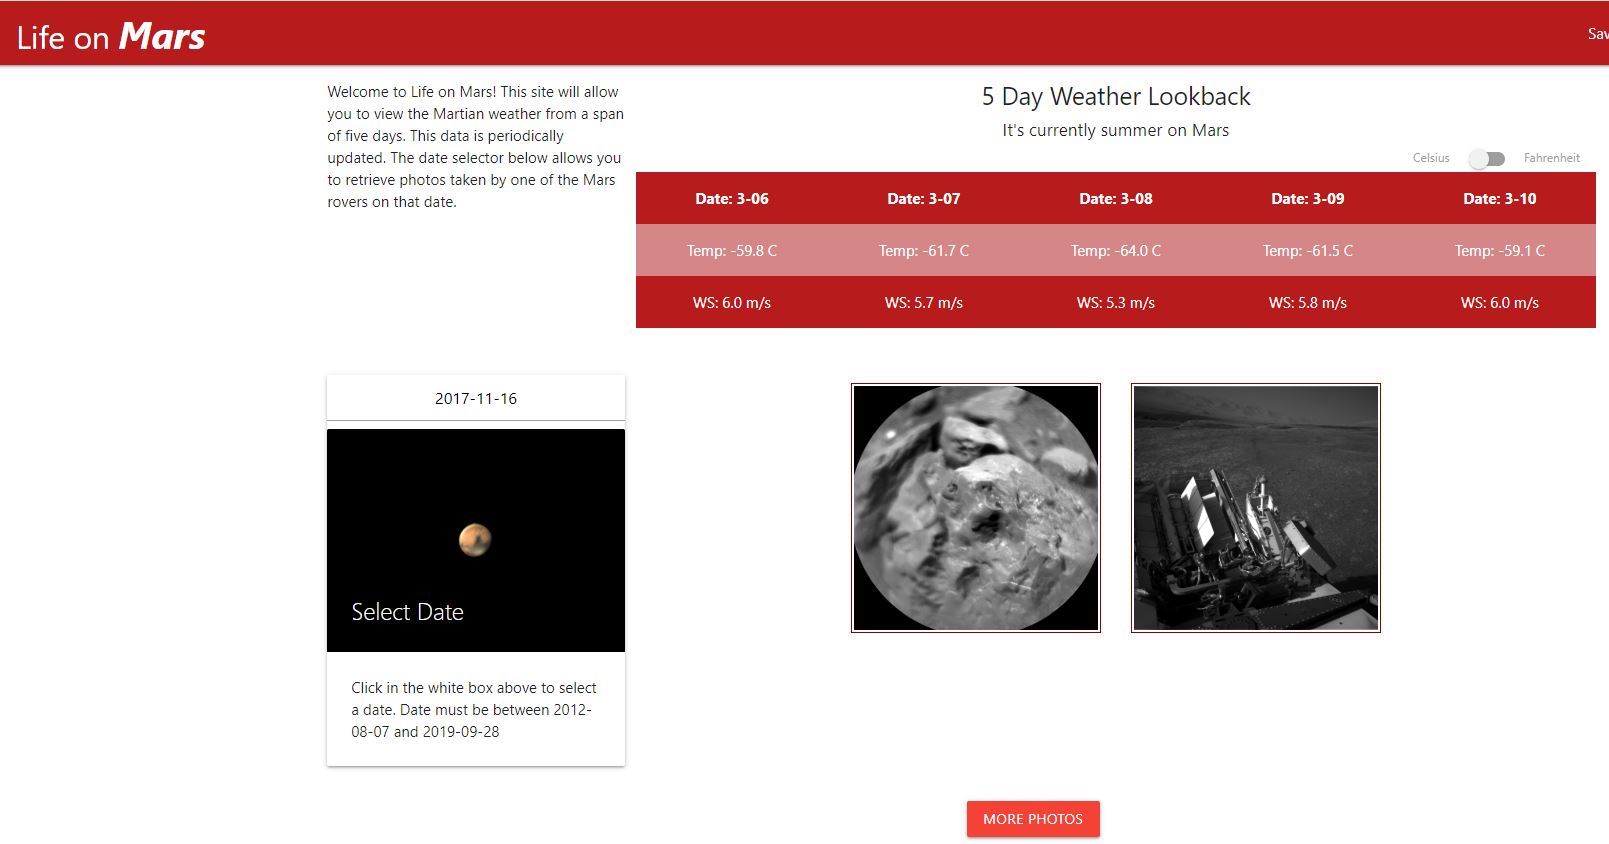 Life on Mars
Sav
Welcome to Life on Mars! This site will allow
you to view the Martian weather from a span
of five days. This data is periodically
updated. The date selector below allows you
to retrieve photos taken by one of the Mars
rovers on that date.
5 Day Weather Lookback
It's currently summer on Mars
Celsius Fahrenheit
Date: 3-06 Date: 3-07 Date: 3-08 Date: 3-09 Date: 3-10
Temp: -59.8 C Temp: -61.7 C Temp: -64.0 C Temp: -61.5 C Temp: -59.1 C
WS: 6.0 m/s WS: 5.7 m/s WS: 5.3 m/s WS: 5.8 m/s WS: 6.0 m/s
2017-11-16
Select Date
Click in the white box above to select
a date. Date must be between 2012-
08-07 and 2019-09-28
MORE PHOTOS